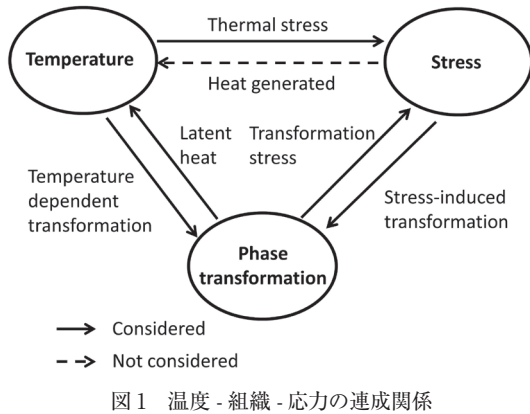 Thermal stress
Temperature
Stress
Heat generated
Latent
heat
Transformation
stress
Temperature
dependent
transformation
Stress-induced
transformation
Phase
transformation
Considered
Not considered
図1 温度 - 組織 - 応力の連成関係